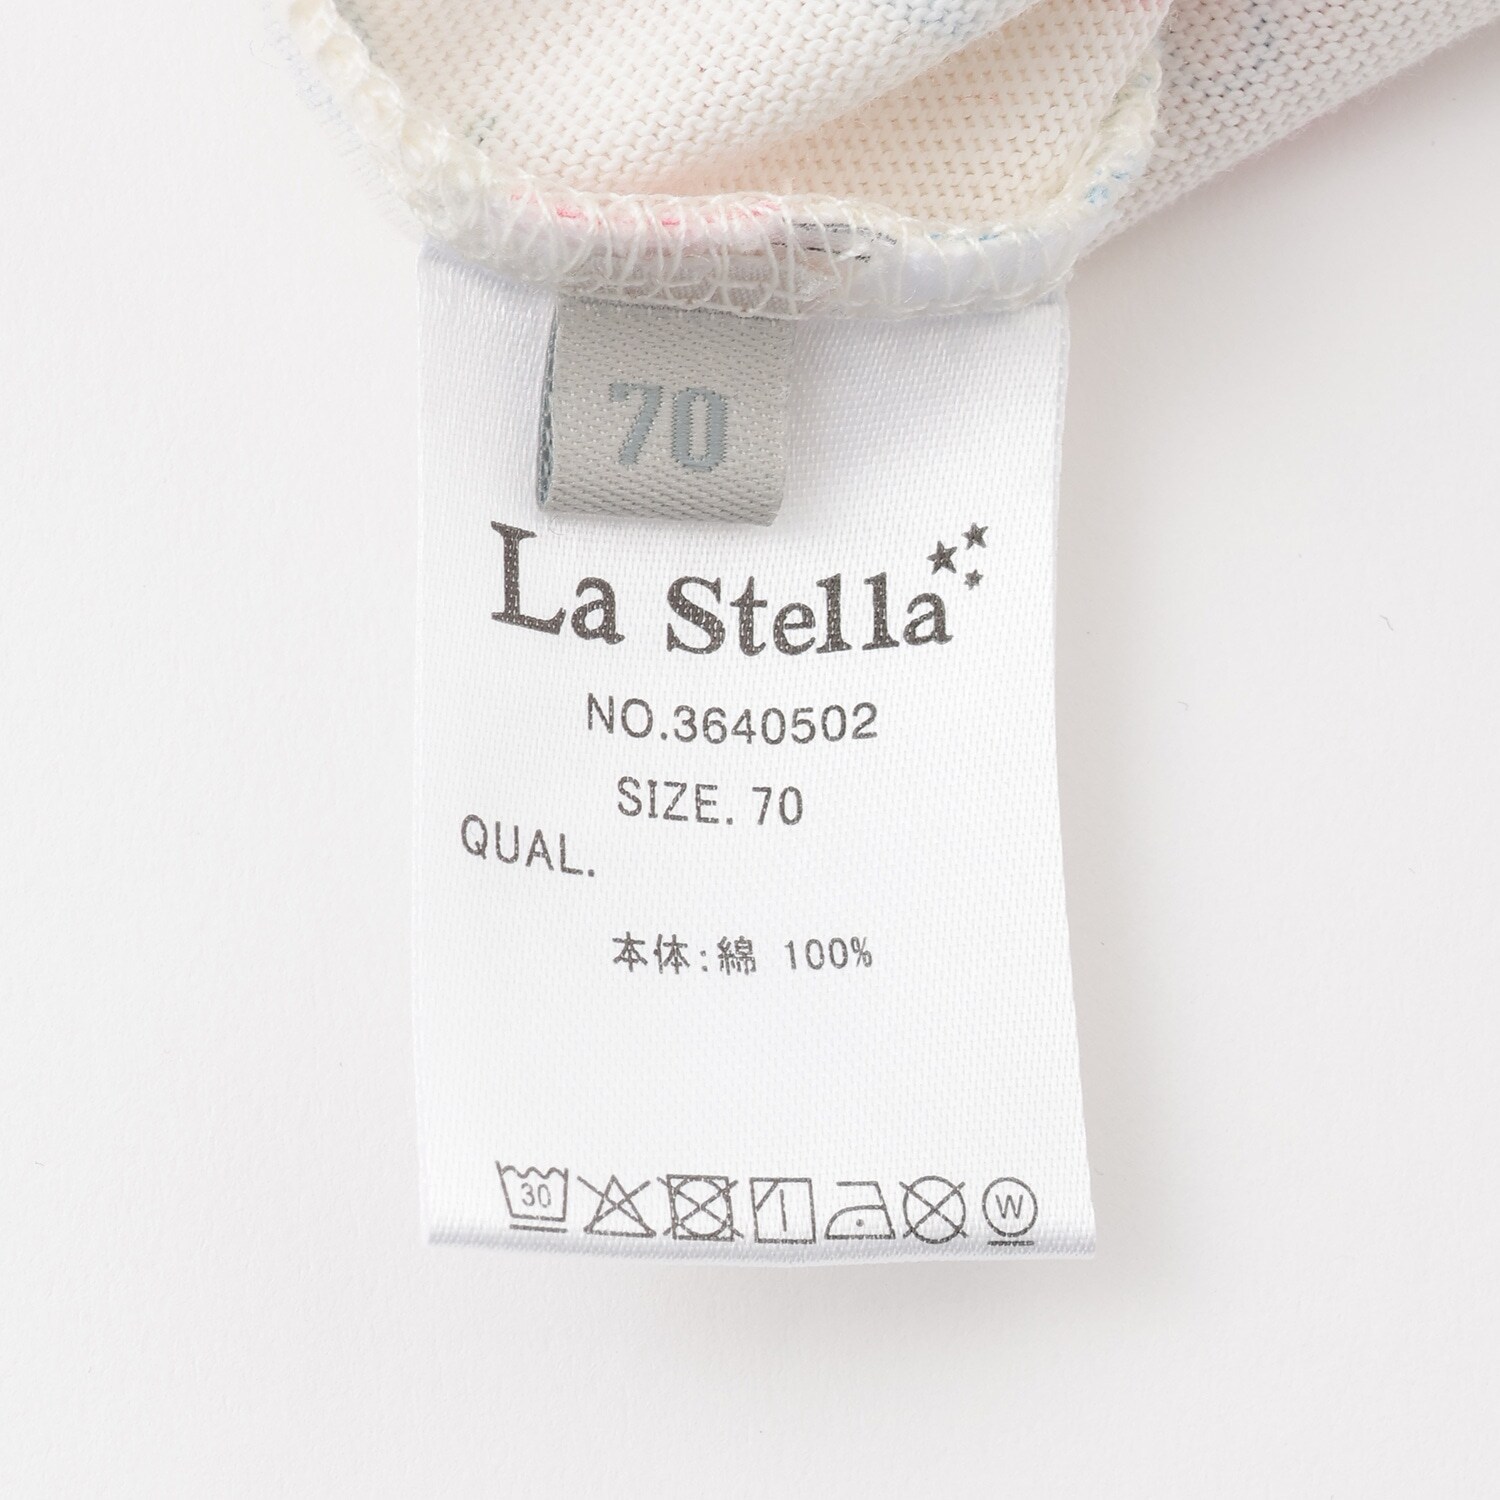 70
La Stella
NO.3640502
SIZE. 70
QUAL.
本体:綿 100%
30
W